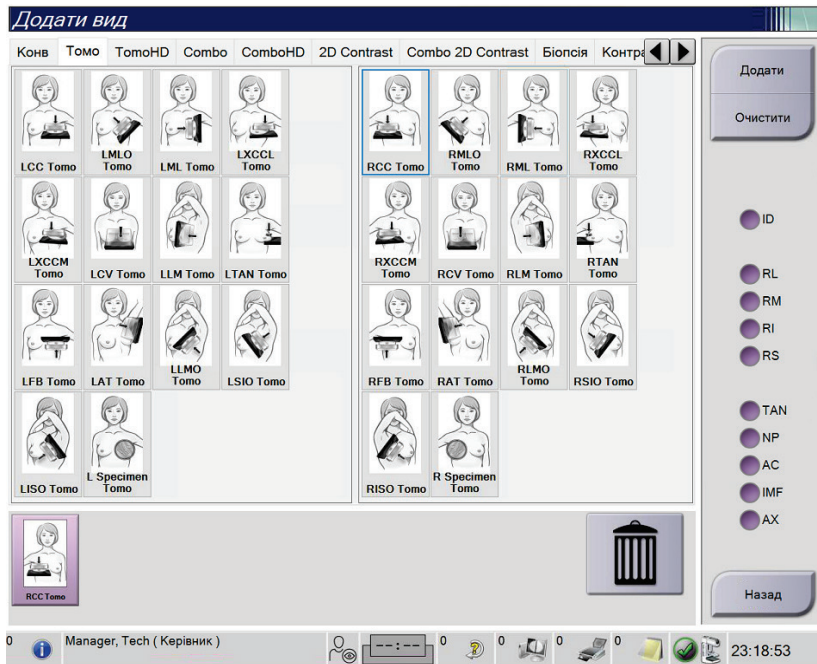 Додати вид
Конв Томо TomoHD Combo ComboHD 2D Contrast Combo 2D Contrast Біопсія Контра
LCC Tomo
LMLO
Tomo
LML Tomo
LXCCL
Tomo
RCC Tomo
RMLO
Tomo
RML Tomo
RXCCL
Tomo
LXCCM
Tomo
LCV Tomo
LLM Tomo
LTAN Tomo
RXCCM
Tomo
RCV Tomo
RLM Tomo
RTAN
Tomo
LFB Tomo
LAT Tomo
LLMO
Tomo
LSIO Tomo
RFB Tomo
RAT Tomo
RLMO
Tomo
RSIO Tomo
LISO Tomo
L Specimen
Tomo
RISO Tomo
R Specimen
Tomo
RCC Tomo
Додати
Очистити
ID
RL
RM
RI
RS
TAN
NP
AC
IMF
AX
Назад
0 Manager, Tech ( Керівник ) --:-- 0 0 0 0 23:18:53